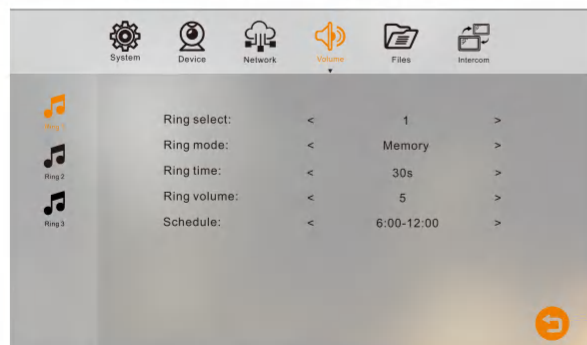 System Device Network Volume Files Intercom
Ring 1
Ring 2
Ring 3
Ring select: < 1 >
Ring mode: < Memory >
Ring time: < 30s >
Ring volume: < 5 >
Schedule: < 6:00-12:00 >